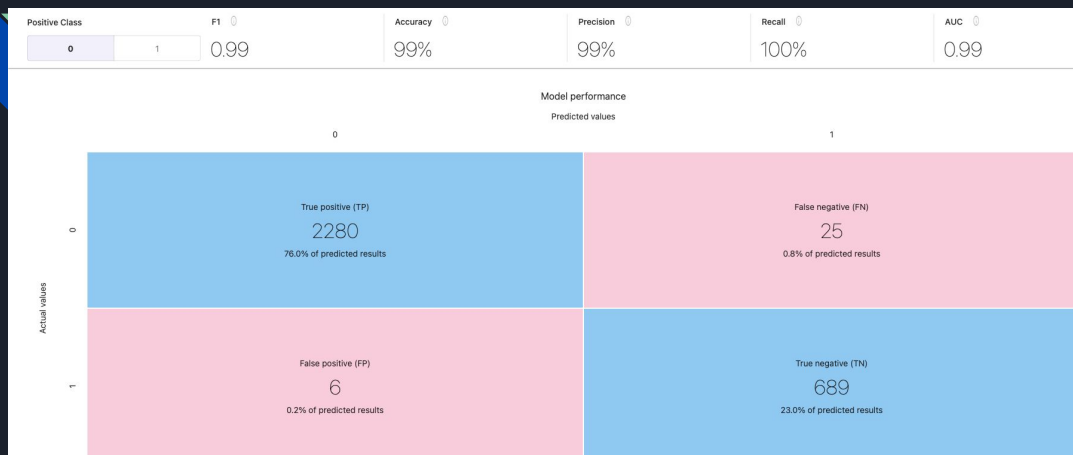 Positive Class
F1
Accuracy
Precision
Recall
AUC
0 1
0.99
99%
99%
100%
0.99
Model performance
Predicted values
0 1
Actual values
0
True positive (TP)
2280
76.0% of predicted results
False negative (FN)
25
0.8% of predicted results
1
False positive (FP)
6
0.2% of predicted results
True negative (TN)
689
23.0% of predicted results